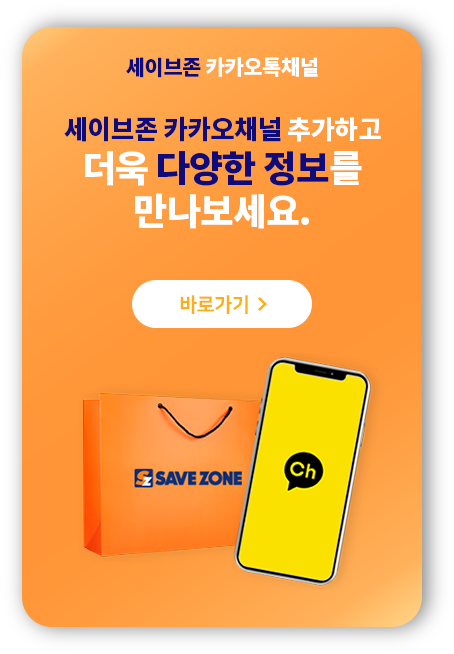 세이브존 카카오톡채널
세이브존 카카오채널 추가하고
더욱 다양한 정보를
만나보세요.
바로가기 >
SZ SAVE ZONE
Ch